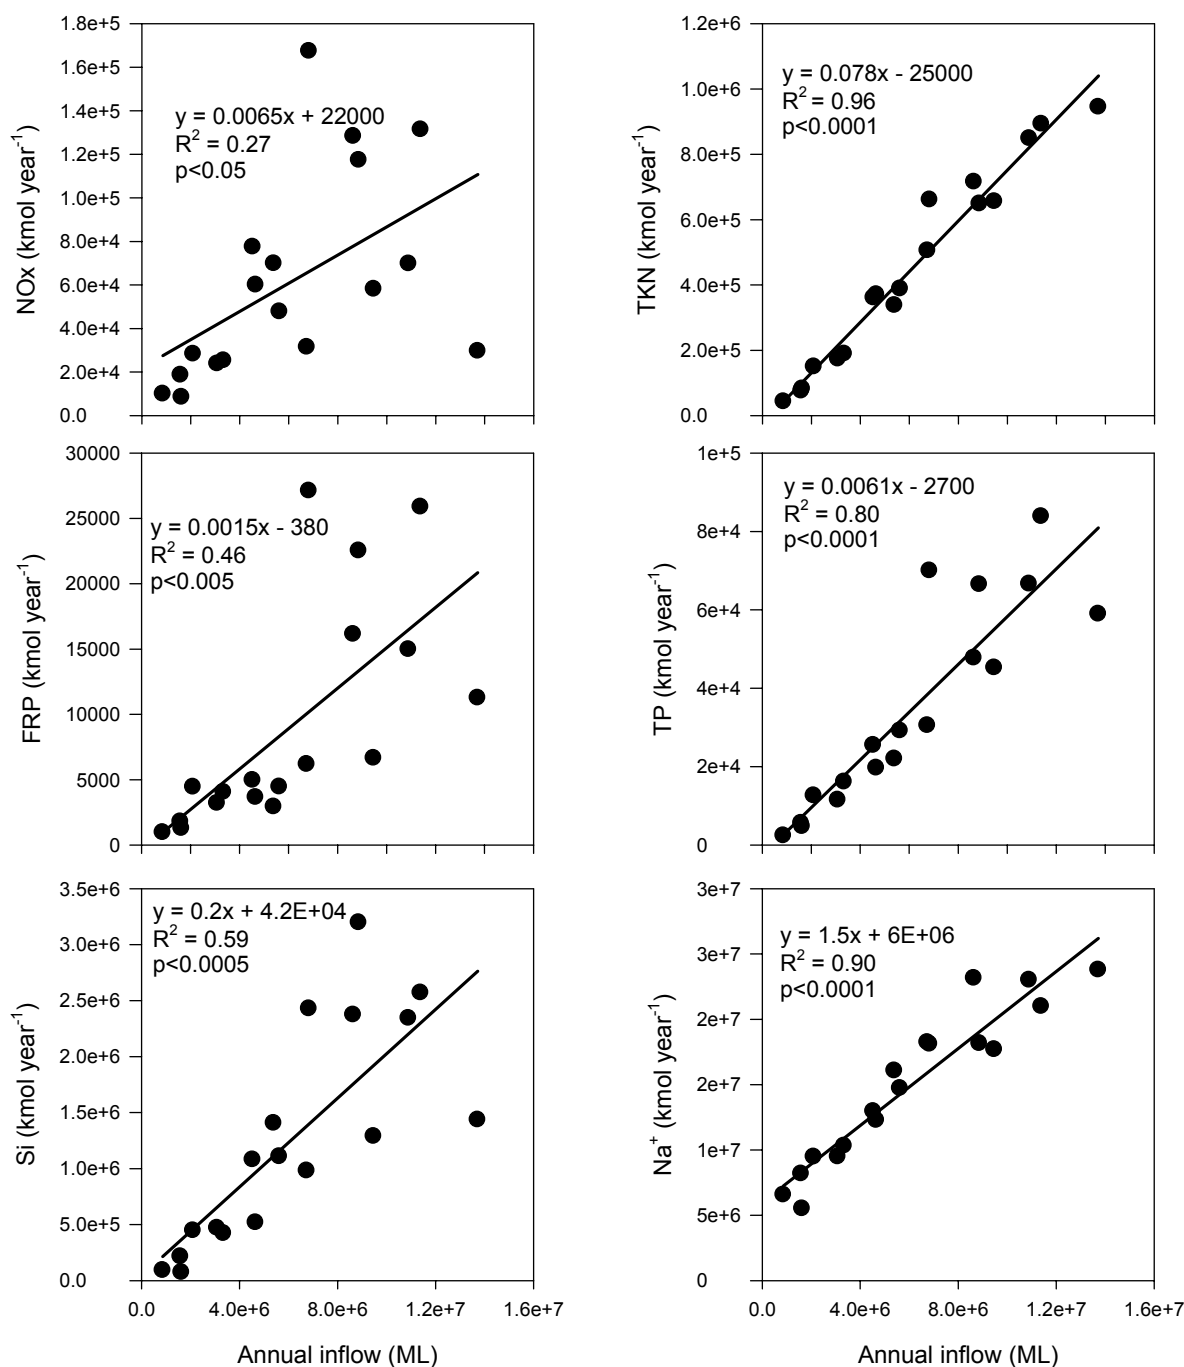 1.8e+5
1.6e+5
1.4e+5
1.2e+5
1.0e+5
8.0e+4
6.0e+4
4.0e+4
2.0e+4
0.0
NOx (kmol year⁻¹)
y = 0.0065x + 22000
R² = 0.27
p<0.05
1.2e+6
1.0e+6
8.0e+5
6.0e+5
4.0e+5
2.0e+5
0.0
TKN (kmol year⁻¹)
y = 0.078x - 25000
R² = 0.96
p<0.0001
30000
25000
20000
15000
10000
5000
0
FRP (kmol year⁻¹)
y = 0.0015x - 380
R² = 0.46
p<0.005
1e+5
8e+4
6e+4
4e+4
2e+4
0
TP (kmol year⁻¹)
y = 0.0061x - 2700
R² = 0.80
p<0.0001
3.5e+6
3.0e+6
2.5e+6
2.0e+6
1.5e+6
1.0e+6
5.0e+5
0.0
Si (kmol year⁻¹)
y = 0.2x + 4.2E+04
R² = 0.59
p<0.0005
0.0 4.0e+6 8.0e+6 1.2e+7 1.6e+7
Annual inflow (ML)
3e+7
3e+7
2e+7
2e+7
1e+7
5e+6
0
Na⁺ (kmol year⁻¹)
y = 1.5x + 6E+06
R² = 0.90
p<0.0001
0.0 4.0e+6 8.0e+6 1.2e+7 1.6e+7
Annual inflow (ML)